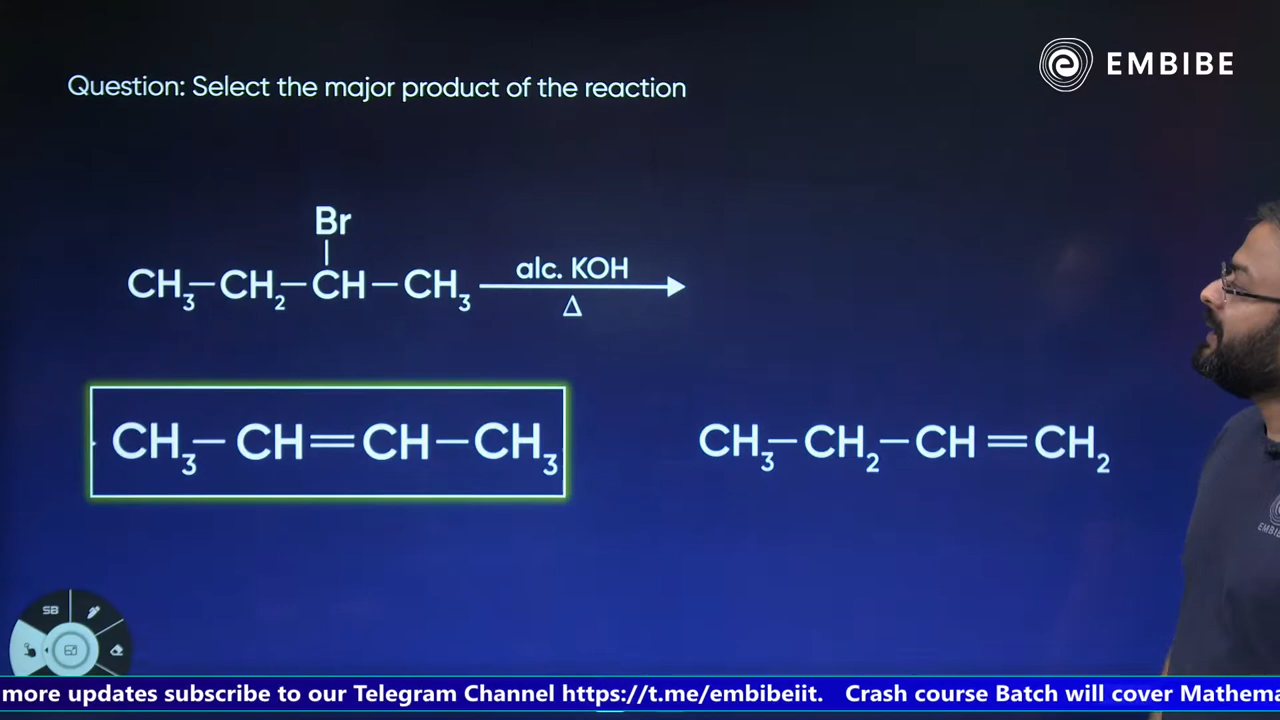 EMBIBE
Question: Select the major product of the reaction
Br
CH₃—CH₂—CH—CH₃ alc. KOH
Δ
CH₃—CH=CH—CH₃
CH₃—CH₂—CH=CH₂
EMBI
SB
more updates subscribe to our Telegram Channel https://t.me/embibeiit. Crash course Batch will cover Mathema